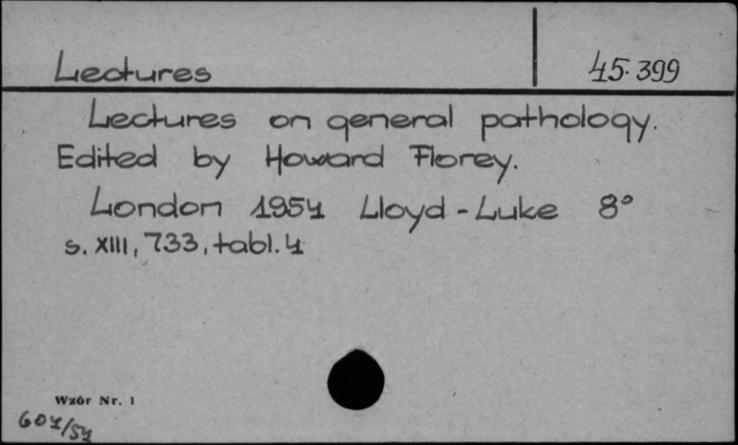 Lectures 45.399
Lectures on general pathology.
Edited by Howard Florey.
London 1954 Lloyd-Luke 8°
s. XIII, 733, tabl. 4
Wzór Nr. 1
604/54